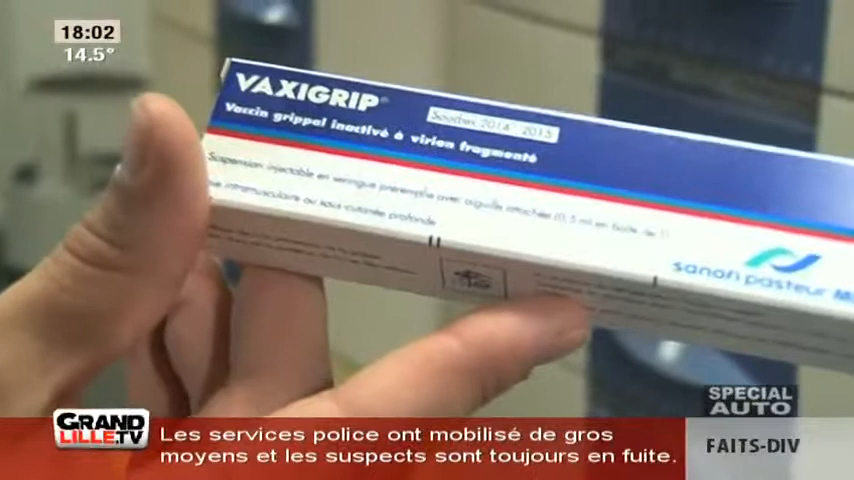 18:02
14.5°
VAXIGRIP®
Souches 2014 - 2015
Vaccin grippal inactivé à virion fragmenté
Suspension injectable en seringue préremplie avec aiguille attachée (0,5 ml en boîte de 1)
intramusculaire ou sous-cutanée profonde
sanofi pasteur
SPECIAL
AUTO
GRAND
LILLE.TV
Les services police ont mobilisé de gros
moyens et les suspects sont toujours en fuite.
FAITS-DIV